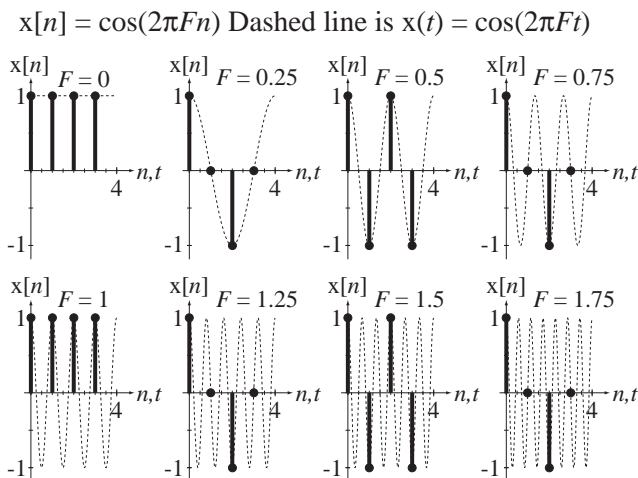 x[n] = cos(2πFn) Dashed line is x(t) = cos(2πFt)
x[n] F = 0 x[n] F = 0.25 x[n] F = 0.5 x[n] F = 0.75
1 1 1 1
n,t n,t n,t n,t
4 4 4 4
-1 -1 -1 -1
x[n] F = 1 x[n] F = 1.25 x[n] F = 1.5 x[n] F = 1.75
1 1 1 1
n,t n,t n,t n,t
4 4 4 4
-1 -1 -1 -1